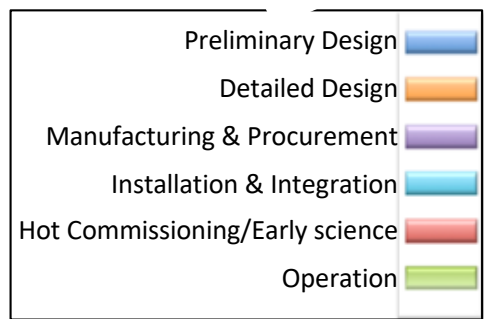 Preliminary Design
Detailed Design
Manufacturing & Procurement
Installation & Integration
Hot Commissioning/Early science
Operation